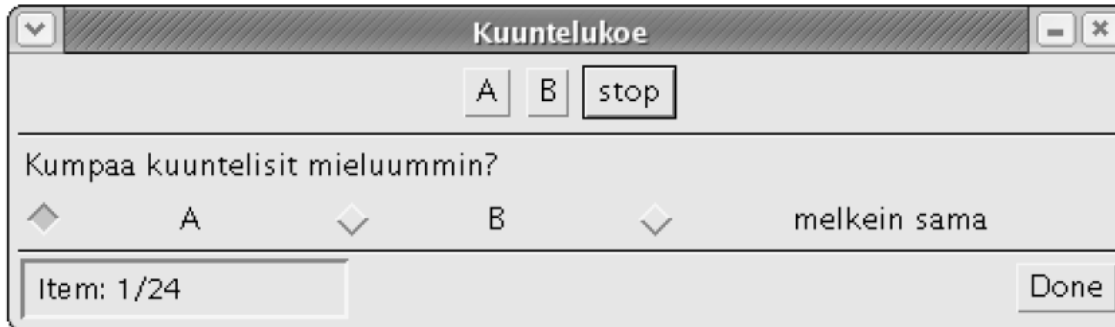 Kuuntelukoe
A B stop
Kumpaa kuuntelisit mieluummin?
A B melkein sama
Item: 1/24 Done